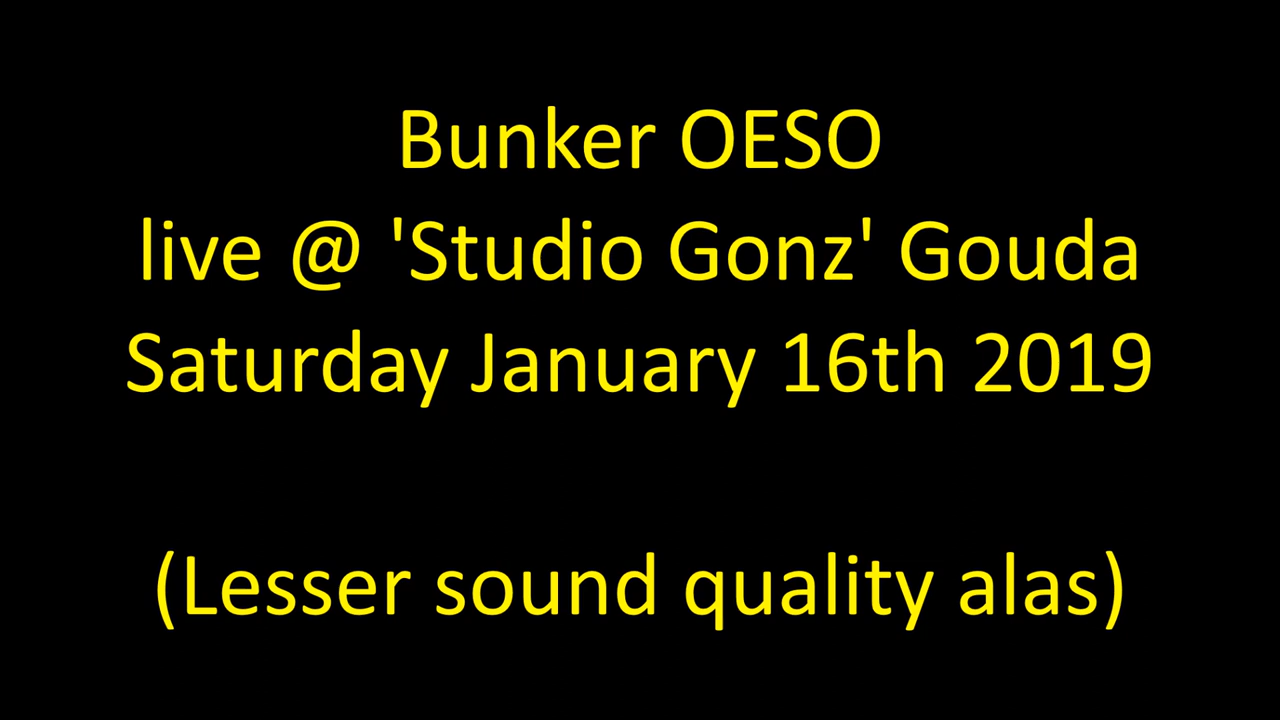 Bunker OESO
live @ 'Studio Gonz' Gouda
Saturday January 16th 2019
(Lesser sound quality alas)